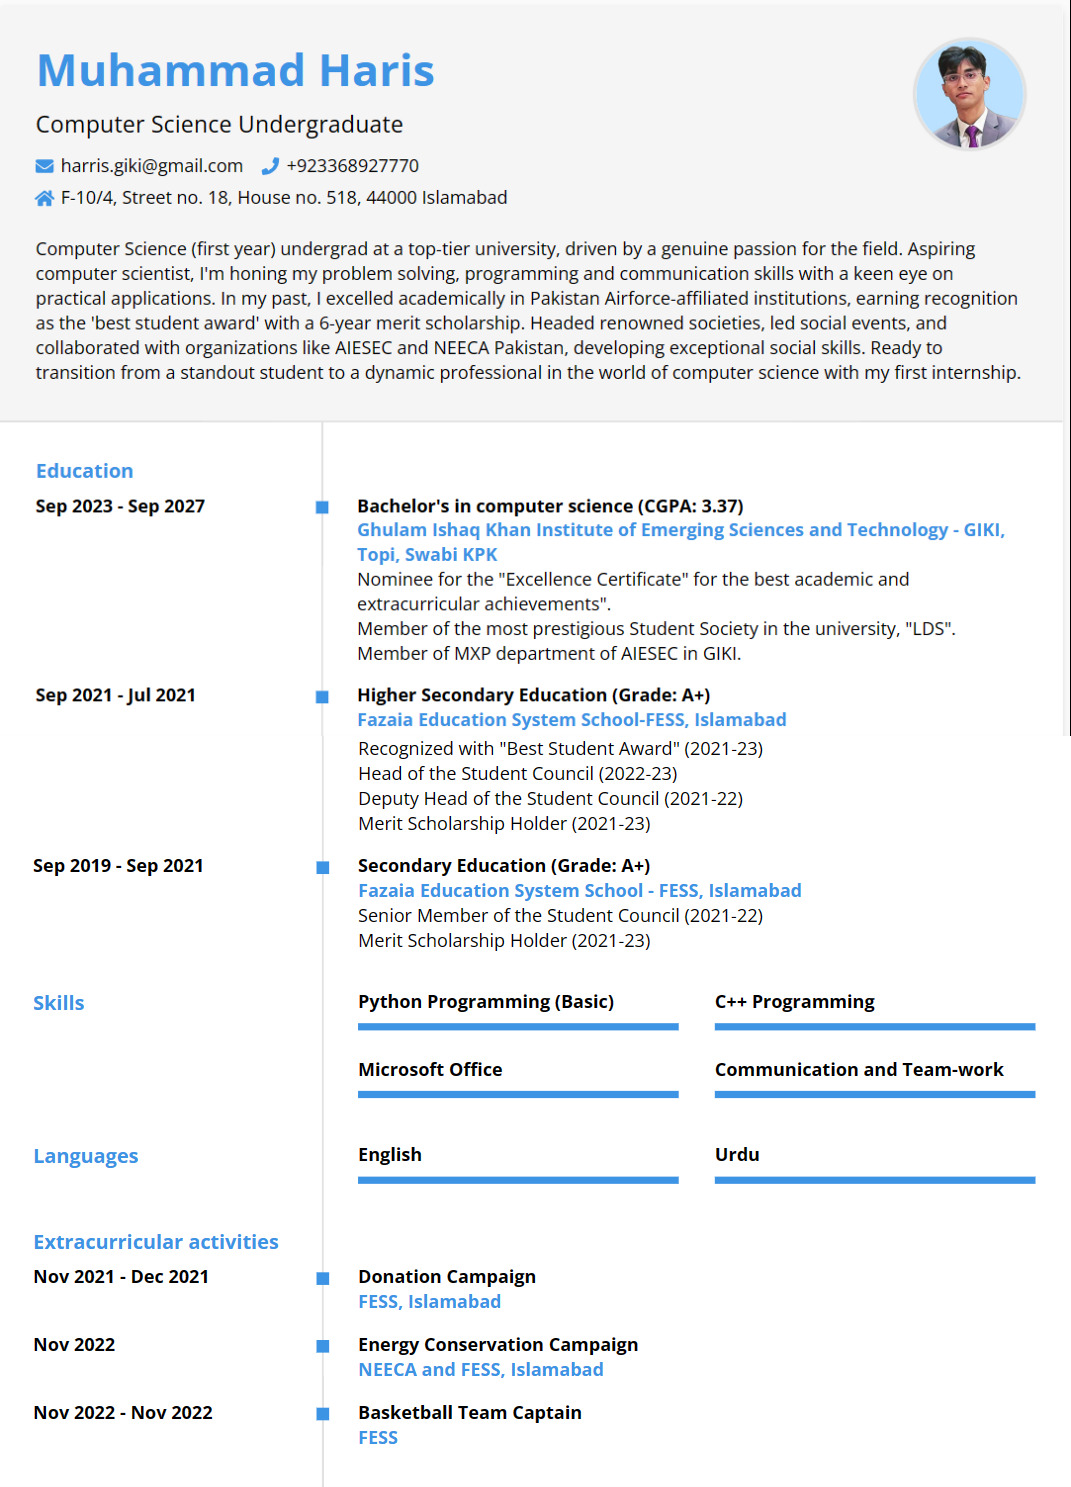 Muhammad Haris
Computer Science Undergraduate
harris.giki@gmail.com +923368927770
F-10/4, Street no. 18, House no. 518, 44000 Islamabad
Computer Science (first year) undergrad at a top-tier university, driven by a genuine passion for the field. Aspiring
computer scientist, I'm honing my problem solving, programming and communication skills with a keen eye on
practical applications. In my past, I excelled academically in Pakistan Airforce-affiliated institutions, earning recognition
as the 'best student award' with a 6-year merit scholarship. Headed renowned societies, led social events, and
collaborated with organizations like AIESEC and NEECA Pakistan, developing exceptional social skills. Ready to
transition from a standout student to a dynamic professional in the world of computer science with my first internship.
Education
Sep 2023 - Sep 2027
Bachelor's in computer science (CGPA: 3.37)
Ghulam Ishaq Khan Institute of Emerging Sciences and Technology - GIKI,
Topi, Swabi KPK
Nominee for the "Excellence Certificate" for the best academic and
extracurricular achievements".
Member of the most prestigious Student Society in the university, "LDS".
Member of MXP department of AIESEC in GIKI.
Sep 2021 - Jul 2021
Higher Secondary Education (Grade: A+)
Fazaia Education System School-FESS, Islamabad
Recognized with "Best Student Award" (2021-23)
Head of the Student Council (2022-23)
Deputy Head of the Student Council (2021-22)
Merit Scholarship Holder (2021-23)
Sep 2019 - Sep 2021
Secondary Education (Grade: A+)
Fazaia Education System School - FESS, Islamabad
Senior Member of the Student Council (2021-22)
Merit Scholarship Holder (2021-23)
Skills
Python Programming (Basic)
C++ Programming
Microsoft Office
Communication and Team-work
Languages
English
Urdu
Extracurricular activities
Nov 2021 - Dec 2021
Donation Campaign
FESS, Islamabad
Nov 2022
Energy Conservation Campaign
NEECA and FESS, Islamabad
Nov 2022 - Nov 2022
Basketball Team Captain
FESS